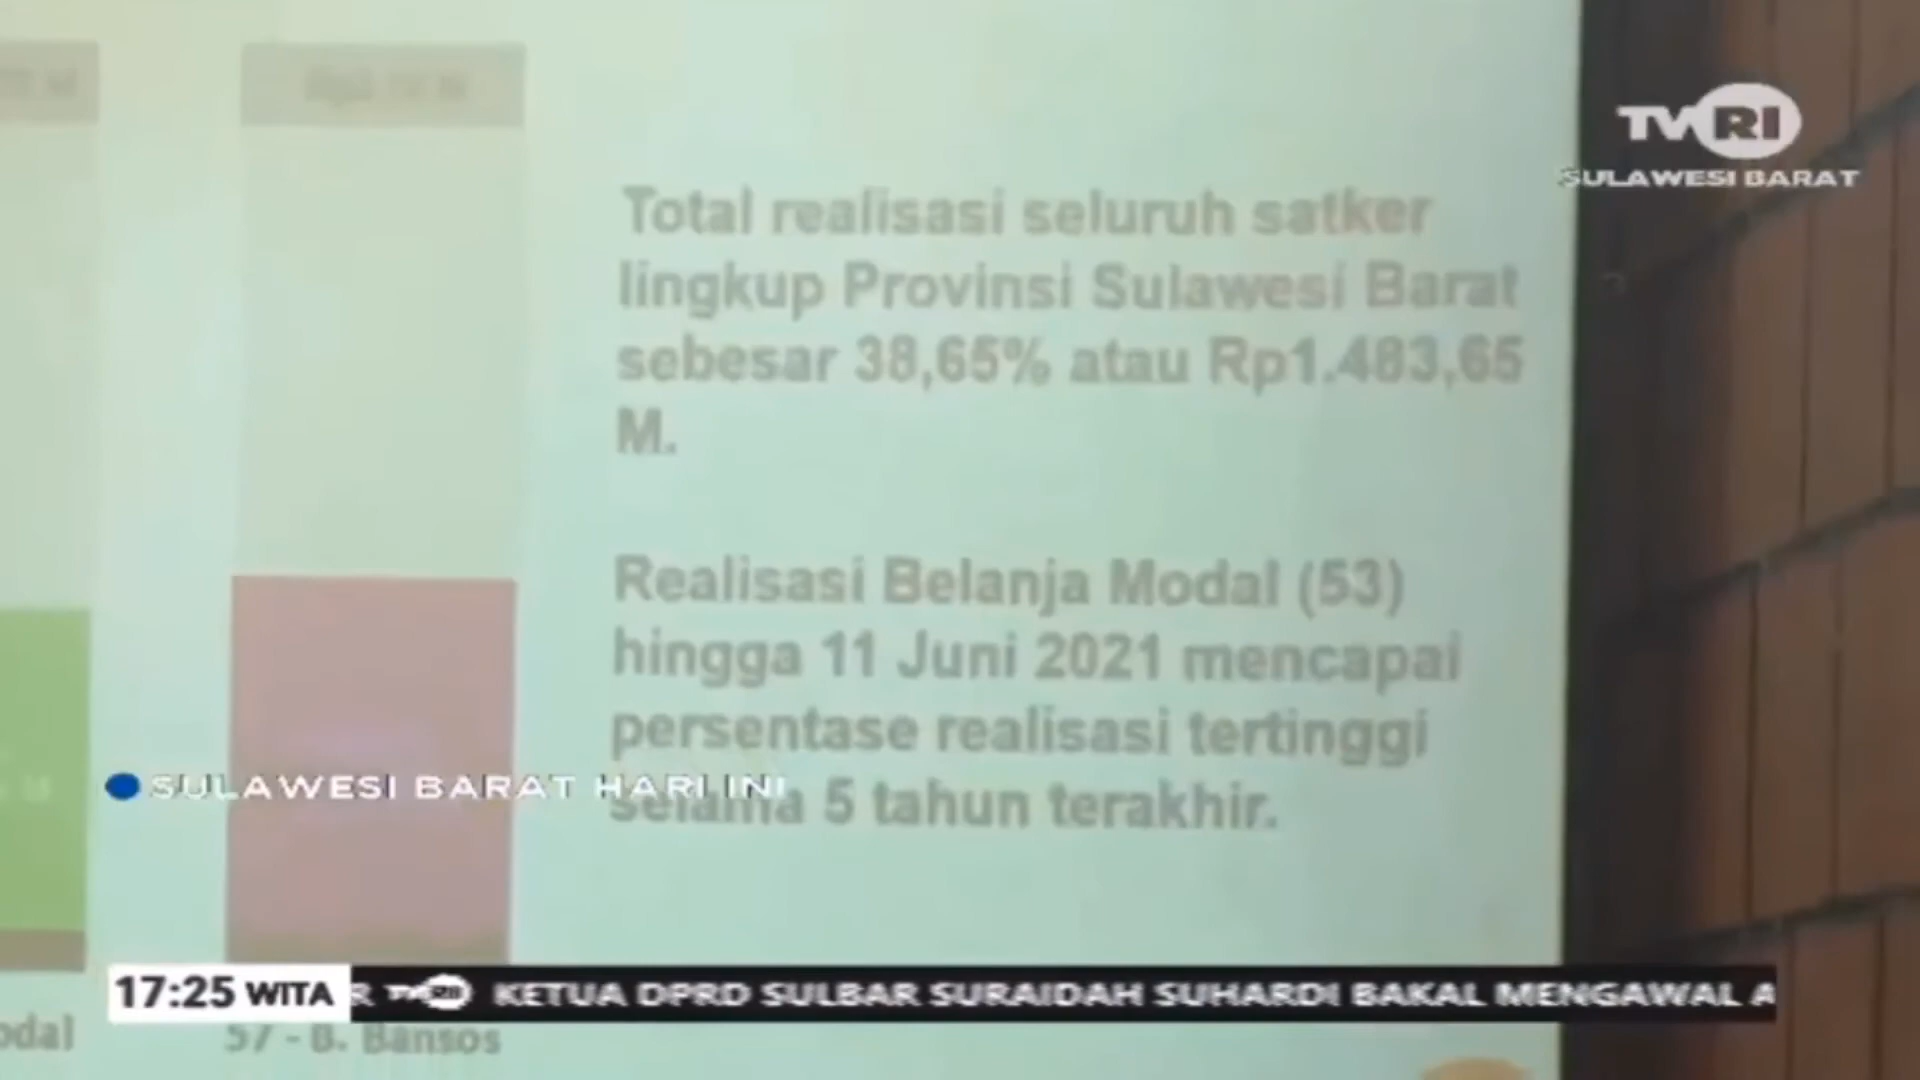 TVRI
SULAWESI BARAT
Total realisasi seluruh satker
lingkup Provinsi Sulawesi Barat
sebesar 38,65% atau Rp1.483,65
M.
Realisasi Belanja Modal (53)
hingga 11 Juni 2021 mencapai
persentase realisasi tertinggi
selama 5 tahun terakhir.
SULAWESI BARAT HARI INI
17:25 WITA
R TVRI KETUA DPRD SULBAR SURAIDAH SUHARDI BAKAL MENGAWAL A
odal
57 - B. Bansos